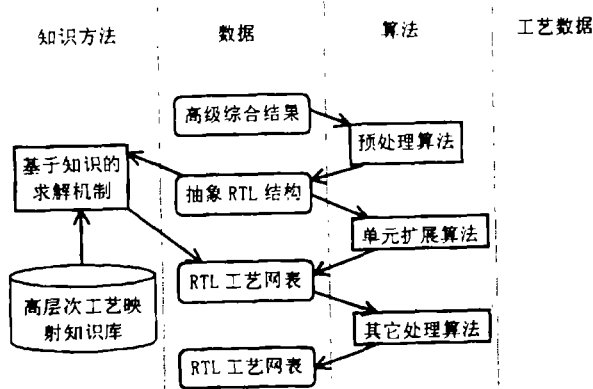 知识方法
数据
算法
工艺数据
高级综合结果
预处理算法
基于知识的
求解机制
抽象 RTL 结构
单元扩展算法
RTL 工艺网表
高层次工艺映
射知识库
其它处理算法
RTL 工艺网表